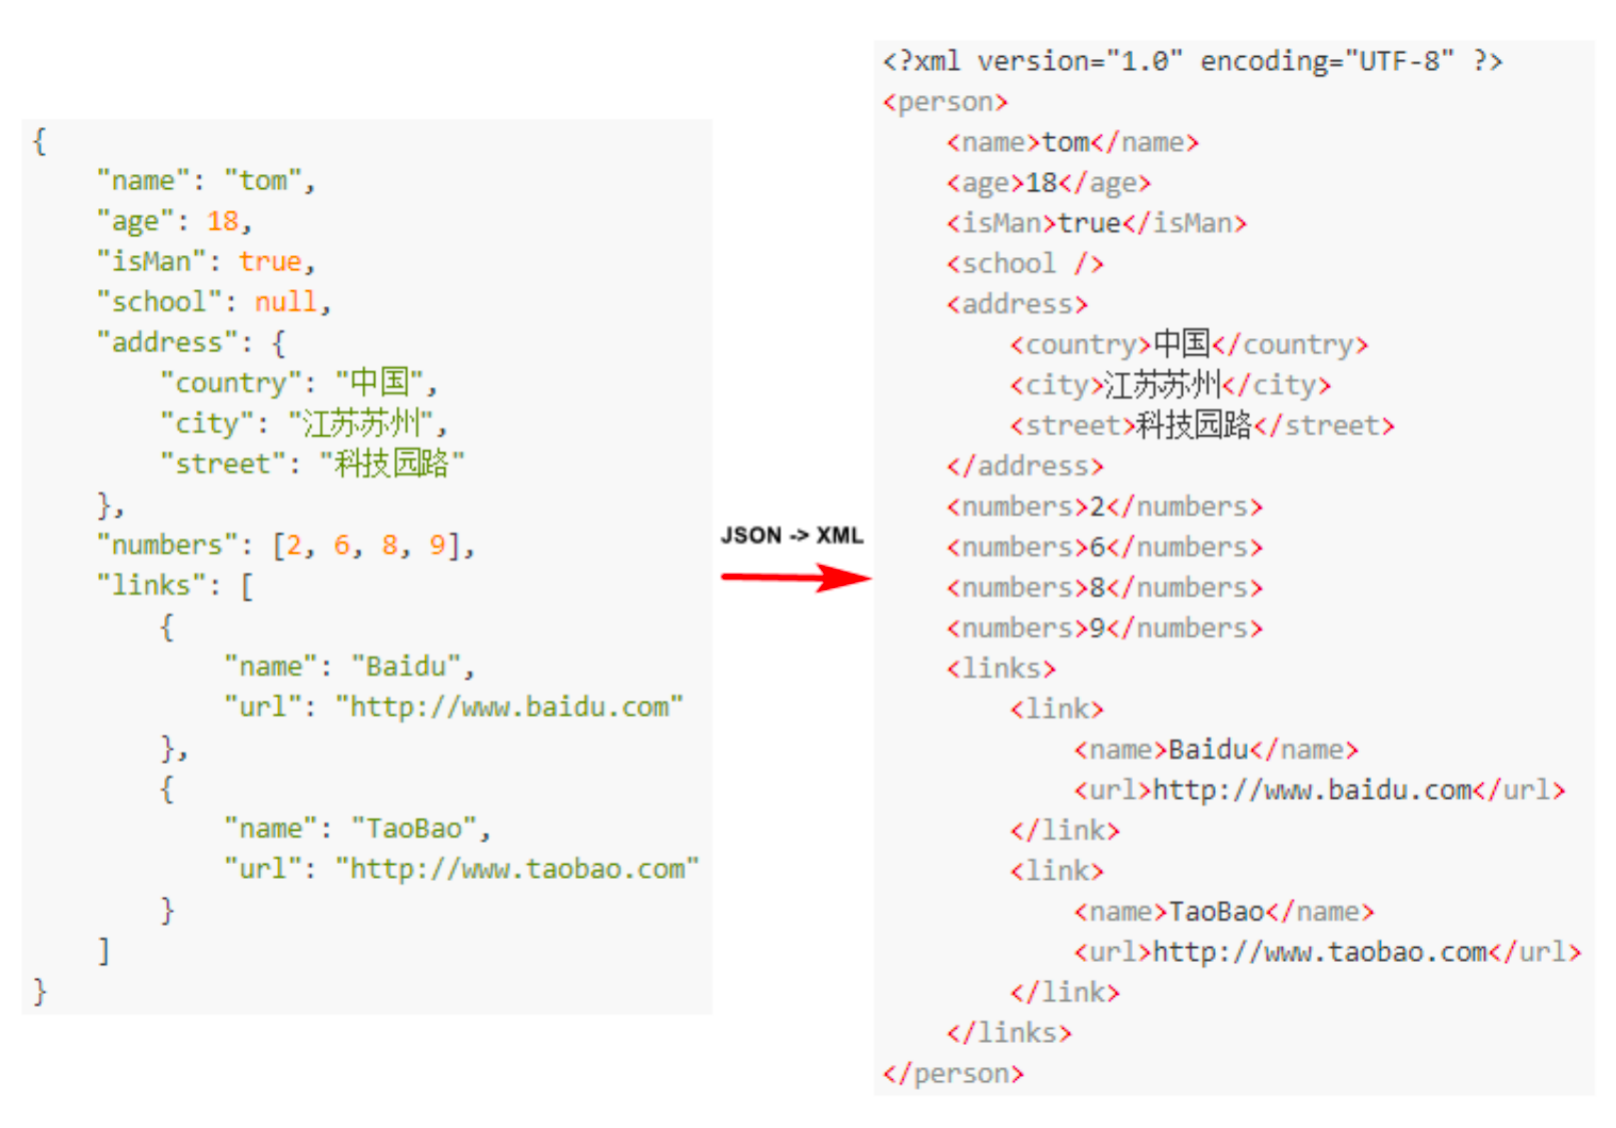 {
    "name": "tom",
    "age": 18,
    "isMan": true,
    "school": null,
    "address": {
        "country": "中国",
        "city": "江苏苏州",
        "street": "科技园路"
    },
    "numbers": [2, 6, 8, 9],
    "links": [
        {
            "name": "Baidu",
            "url": "http://www.baidu.com"
        },
        {
            "name": "TaoBao",
            "url": "http://www.taobao.com"
        }
    ]
}
JSON -> XML
<?xml version="1.0" encoding="UTF-8" ?>
<person>
    <name>tom</name>
    <age>18</age>
    <isMan>true</isMan>
    <school />
    <address>
        <country>中国</country>
        <city>江苏苏州</city>
        <street>科技园路</street>
    </address>
    <numbers>2</numbers>
    <numbers>6</numbers>
    <numbers>8</numbers>
    <numbers>9</numbers>
    <links>
        <link>
            <name>Baidu</name>
            <url>http://www.baidu.com</url>
        </link>
        <link>
            <name>TaoBao</name>
            <url>http://www.taobao.com</url>
        </link>
    </links>
</person>